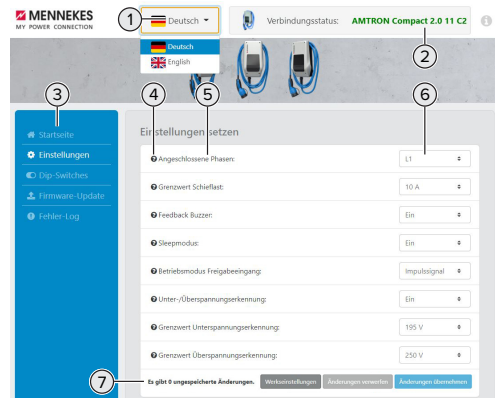 MENNEKES
MY POWER CONNECTION
1
Deutsch
Verbindungsstatus: AMTRON Compact 2.0 11 C2
Deutsch
English
2
3
4
5
6
Startseite
Einstellungen
Dip-Switches
Firmware-Update
Fehler-Log
Einstellungen setzen
Angeschlossene Phasen: L1
Grenzwert Schieflast: 10 A
Feedback Buzzer: Ein
Sleepmodus: Ein
Betriebsmodus Freigabeeingang: Impulssignal
Unter-/Überspannungserkennung: Ein
Grenzwert Unterspannungserkennung: 195 V
Grenzwert Überspannungserkennung: 250 V
7
Es gibt 0 ungespeicherte Änderungen. Werkseinstellungen Änderungen verwerfen Änderungen übernehmen